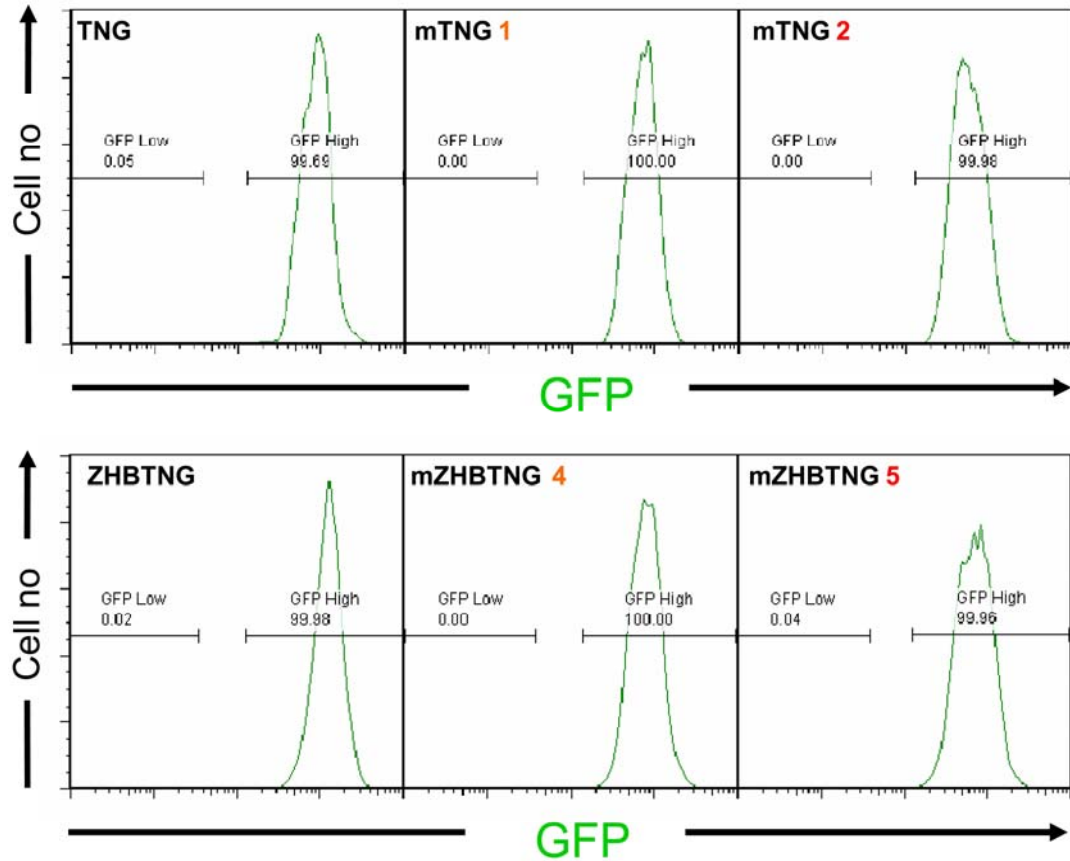 TNG
mTNG 1
mTNG 2
Cell no
GFP Low
0.05
GFP High
99.69
GFP Low
0.00
GFP High
100.00
GFP Low
0.00
GFP High
99.98
GFP
ZHBTNG
mZHBTNG 4
mZHBTNG 5
Cell no
GFP Low
0.02
GFP High
99.98
GFP Low
0.00
GFP High
100.00
GFP Low
0.04
GFP High
99.96
GFP